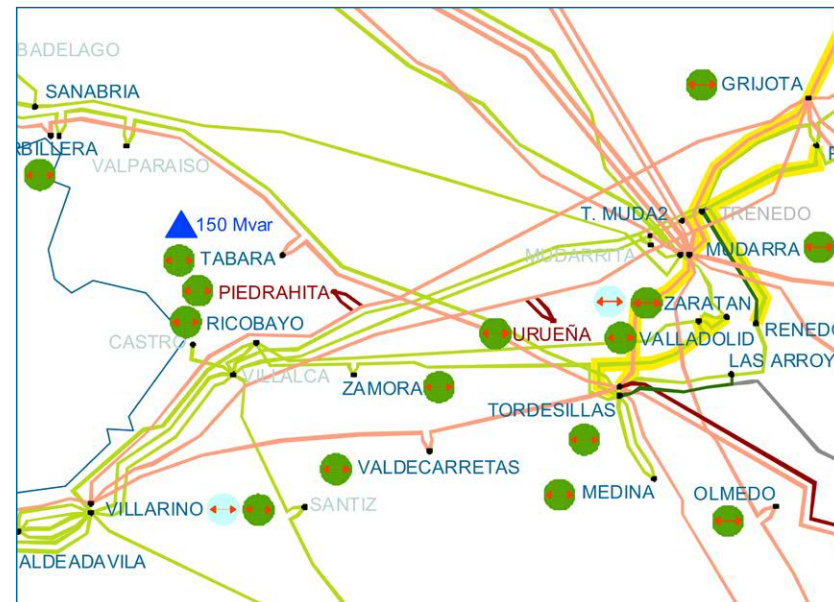 BADELAGO
SANABRIA
GRIJOTA
RBILLERA
VALPARAISO
150 Mvar
T. MUDA2
TRENEDO
TABARA
MUDARRITA
MUDARRA
PIEDRAHITA
ZARATAN
RICOBAYO
URUEÑA
VALLADOLID
RENEDO
CASTRO
LAS ARROY
VILLALCA
ZAMORA
TORDESILLAS
VALDECARRETAS
MEDINA
OLMEDO
VILLARINO
SANTIZ
ALDEADAVILA